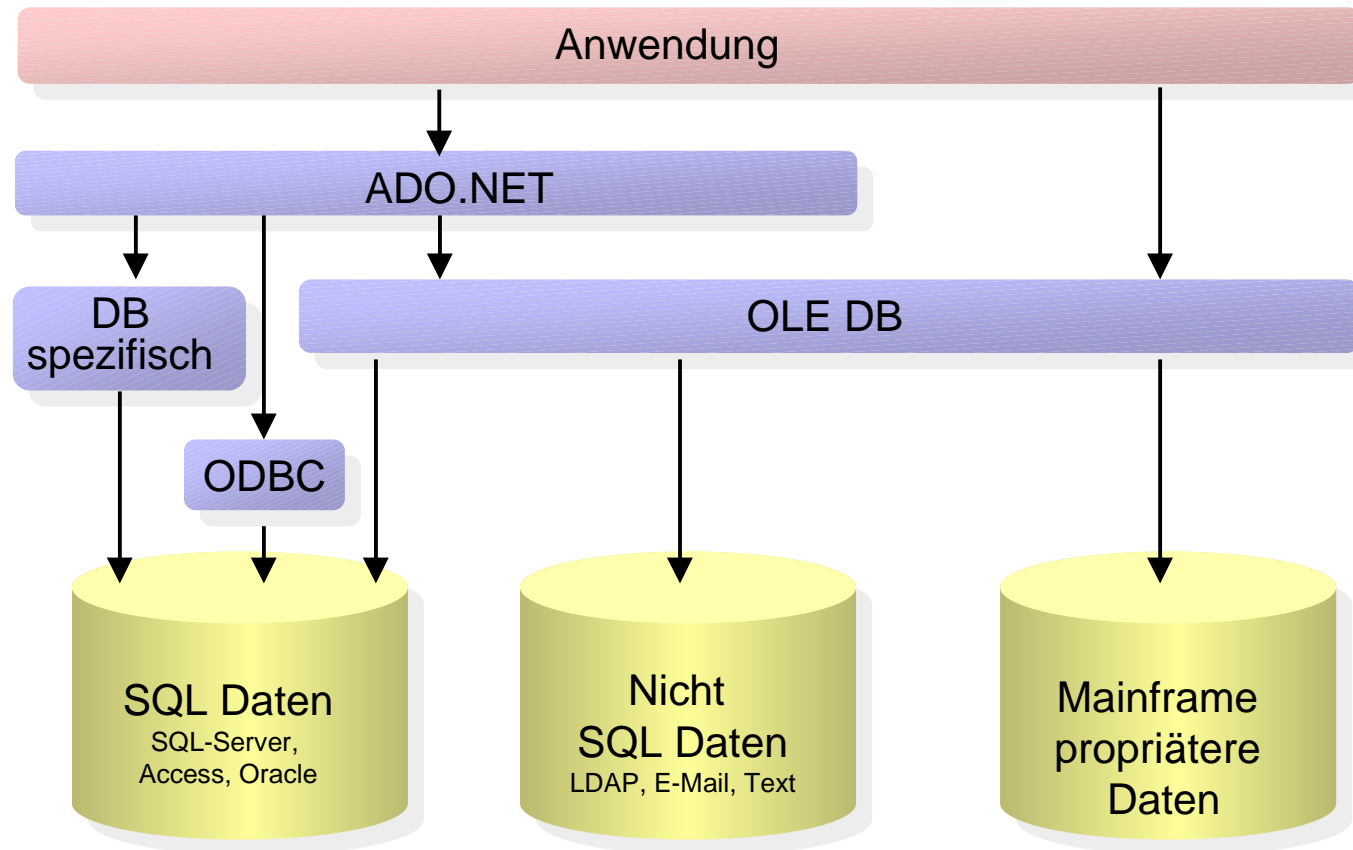 Anwendung
ADO.NET
DB
spezifisch
OLE DB
ODBC
SQL Daten
SQL-Server,
Access, Oracle
Nicht
SQL Daten
LDAP, E-Mail, Text
Mainframe
propriätere
Daten